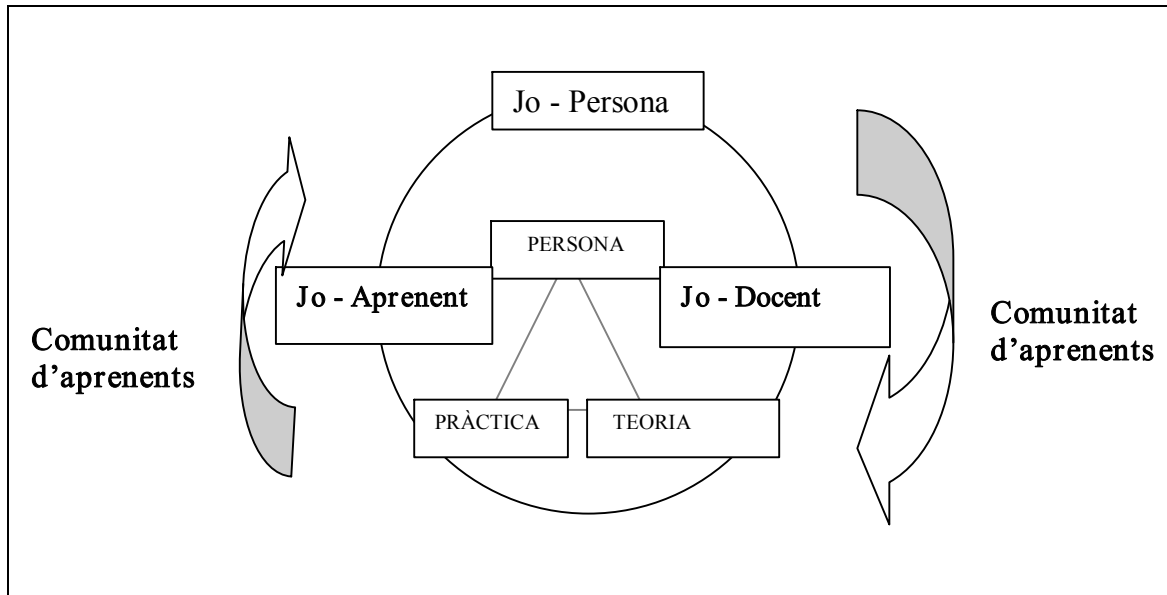 Jo - Persona
PERSONA
Jo - Aprenent
Jo - Docent
Comunitat
d’aprenents
Comunitat
d’aprenents
PRÀCTICA
TEORIA